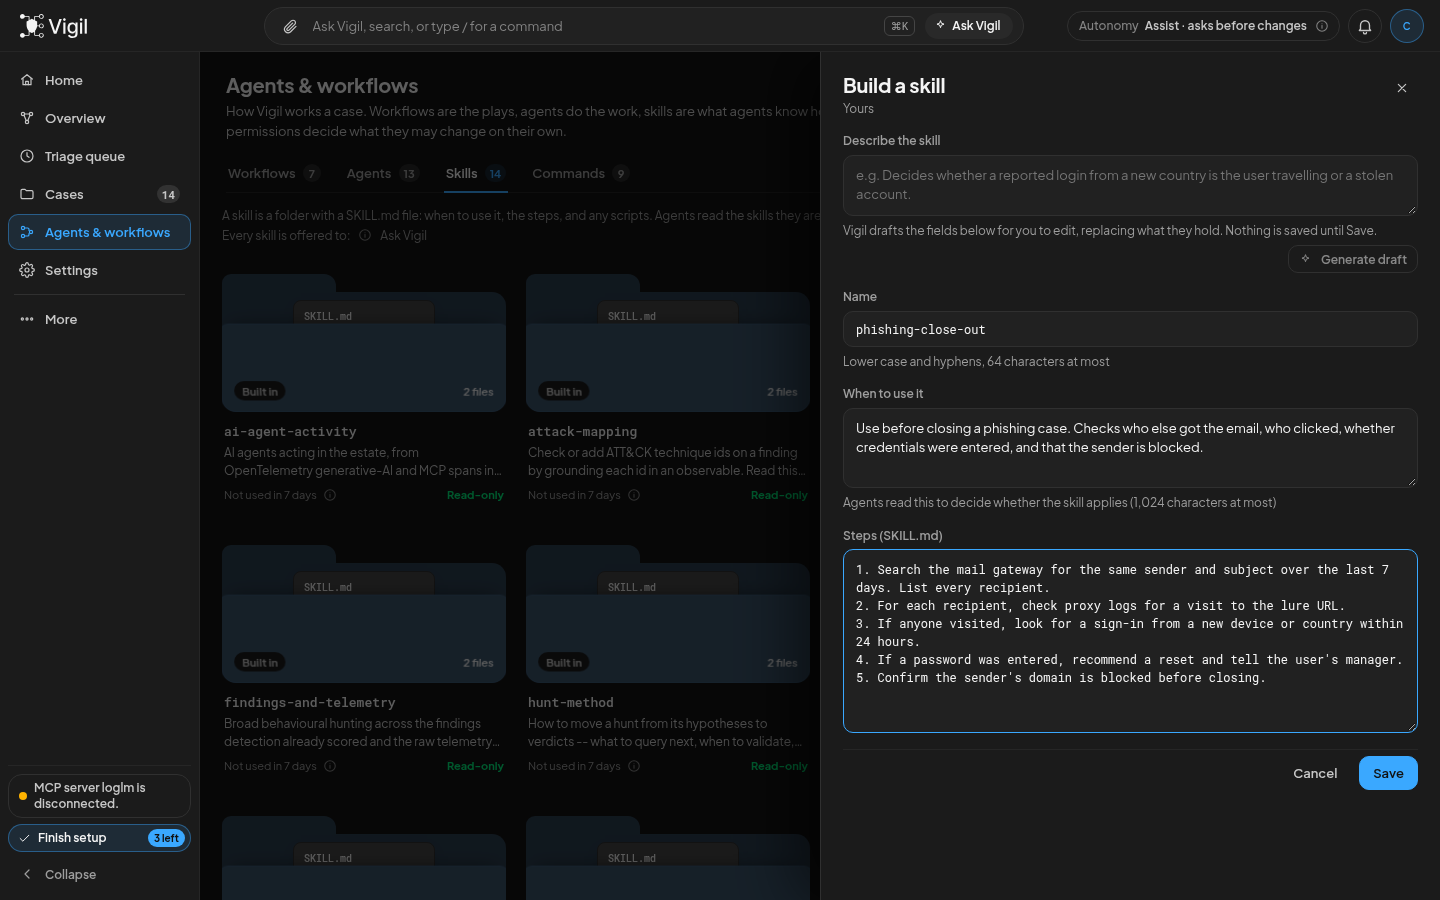 Vigil
Ask Vigil, search, or type / for a command
⌘K
Ask Vigil
Autonomy Assist · asks before changes
C
Home
Overview
Triage queue
Cases
14
Agents & workflows
Settings
More
MCP server loglm is
disconnected.
Finish setup
3 left
Collapse
Agents & workflows
How Vigil works a case. Workflows are the plays, agents do the work, skills are what agents know
permissions decide what they may change on their own.
Workflows 7
Agents 13
Skills 14
Commands 9
A skill is a folder with a SKILL.md file: when to use it, the steps, and any scripts. Agents read the skills they are
Every skill is offered to: Ask Vigil
SKILL.md
Built in
2 files
ai-agent-activity
AI agents acting in the estate, from
OpenTelemetry generative-AI and MCP spans in...
Not used in 7 days
Read-only
SKILL.md
Built in
2 files
attack-mapping
Check or add ATT&CK technique ids on a finding
by grounding each id in an observable. Read this...
Not used in 7 days
Read-only
SKILL.md
Built in
2 files
findings-and-telemetry
Broad behavioural hunting across the findings
detection already scored and the raw telemetry...
Not used in 7 days
Read-only
SKILL.md
Built in
2 files
hunt-method
How to move a hunt from its hypotheses to
verdicts -- what to query next, when to validate,...
Not used in 7 days
Read-only
SKILL.md
SKILL.md
Build a skill
Yours
Describe the skill
e.g. Decides whether a reported login from a new country is the user travelling or a stolen
account.
Vigil drafts the fields below for you to edit, replacing what they hold. Nothing is saved until Save.
Generate draft
Name
phishing-close-out
Lower case and hyphens, 64 characters at most
When to use it
Use before closing a phishing case. Checks who else got the email, who clicked, whether
credentials were entered, and that the sender is blocked.
Agents read this to decide whether the skill applies (1,024 characters at most)
Steps (SKILL.md)
1. Search the mail gateway for the same sender and subject over the last 7
days. List every recipient.
2. For each recipient, check proxy logs for a visit to the lure URL.
3. If anyone visited, look for a sign-in from a new device or country within
24 hours.
4. If a password was entered, recommend a reset and tell the user's manager.
5. Confirm the sender's domain is blocked before closing.
Cancel
Save